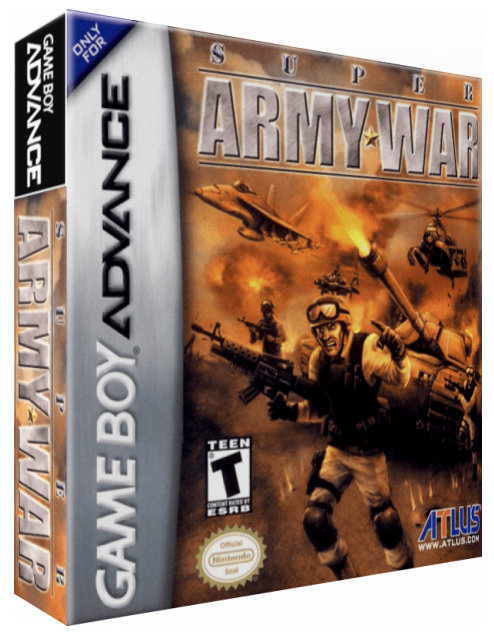 GAME BOY
ADVANCE
SUPER
ARMY WAR
ONLY
FOR
GAME BOY ADVANCE
SUPER
ARMY WAR
TEEN
T
CONTENT RATED BY
ESRB
Official
Nintendo
Seal
ATLUS
WWW.ATLUS.COM